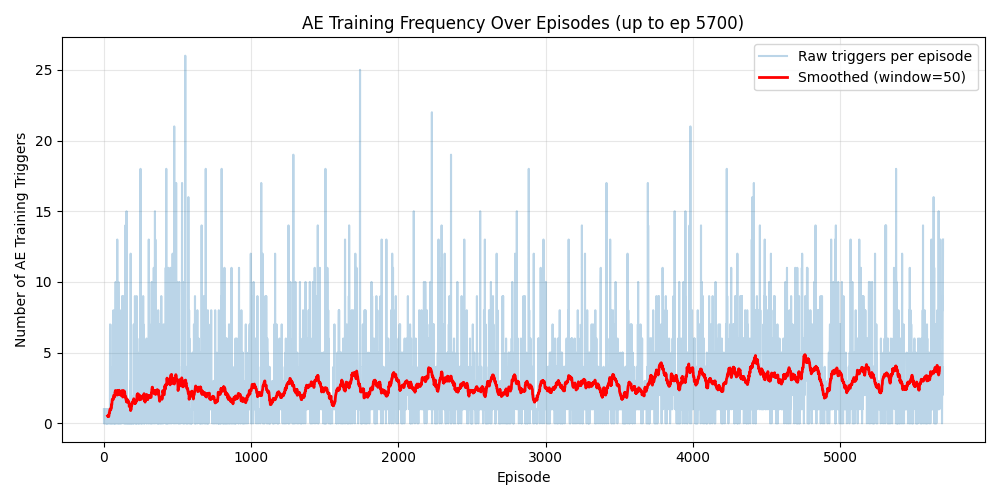 AE Training Frequency Over Episodes (up to ep 5700)
Raw triggers per episode
Smoothed (window=50)
Number of AE Training Triggers
25
20
15
10
5
0
0 1000 2000 3000 4000 5000
Episode